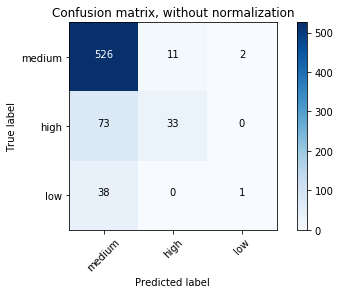 Confusion matrix, without normalization
medium 526 11 2
high 73 33 0
low 38 0 1
medium high low
True label
Predicted label
500
400
300
200
100
0